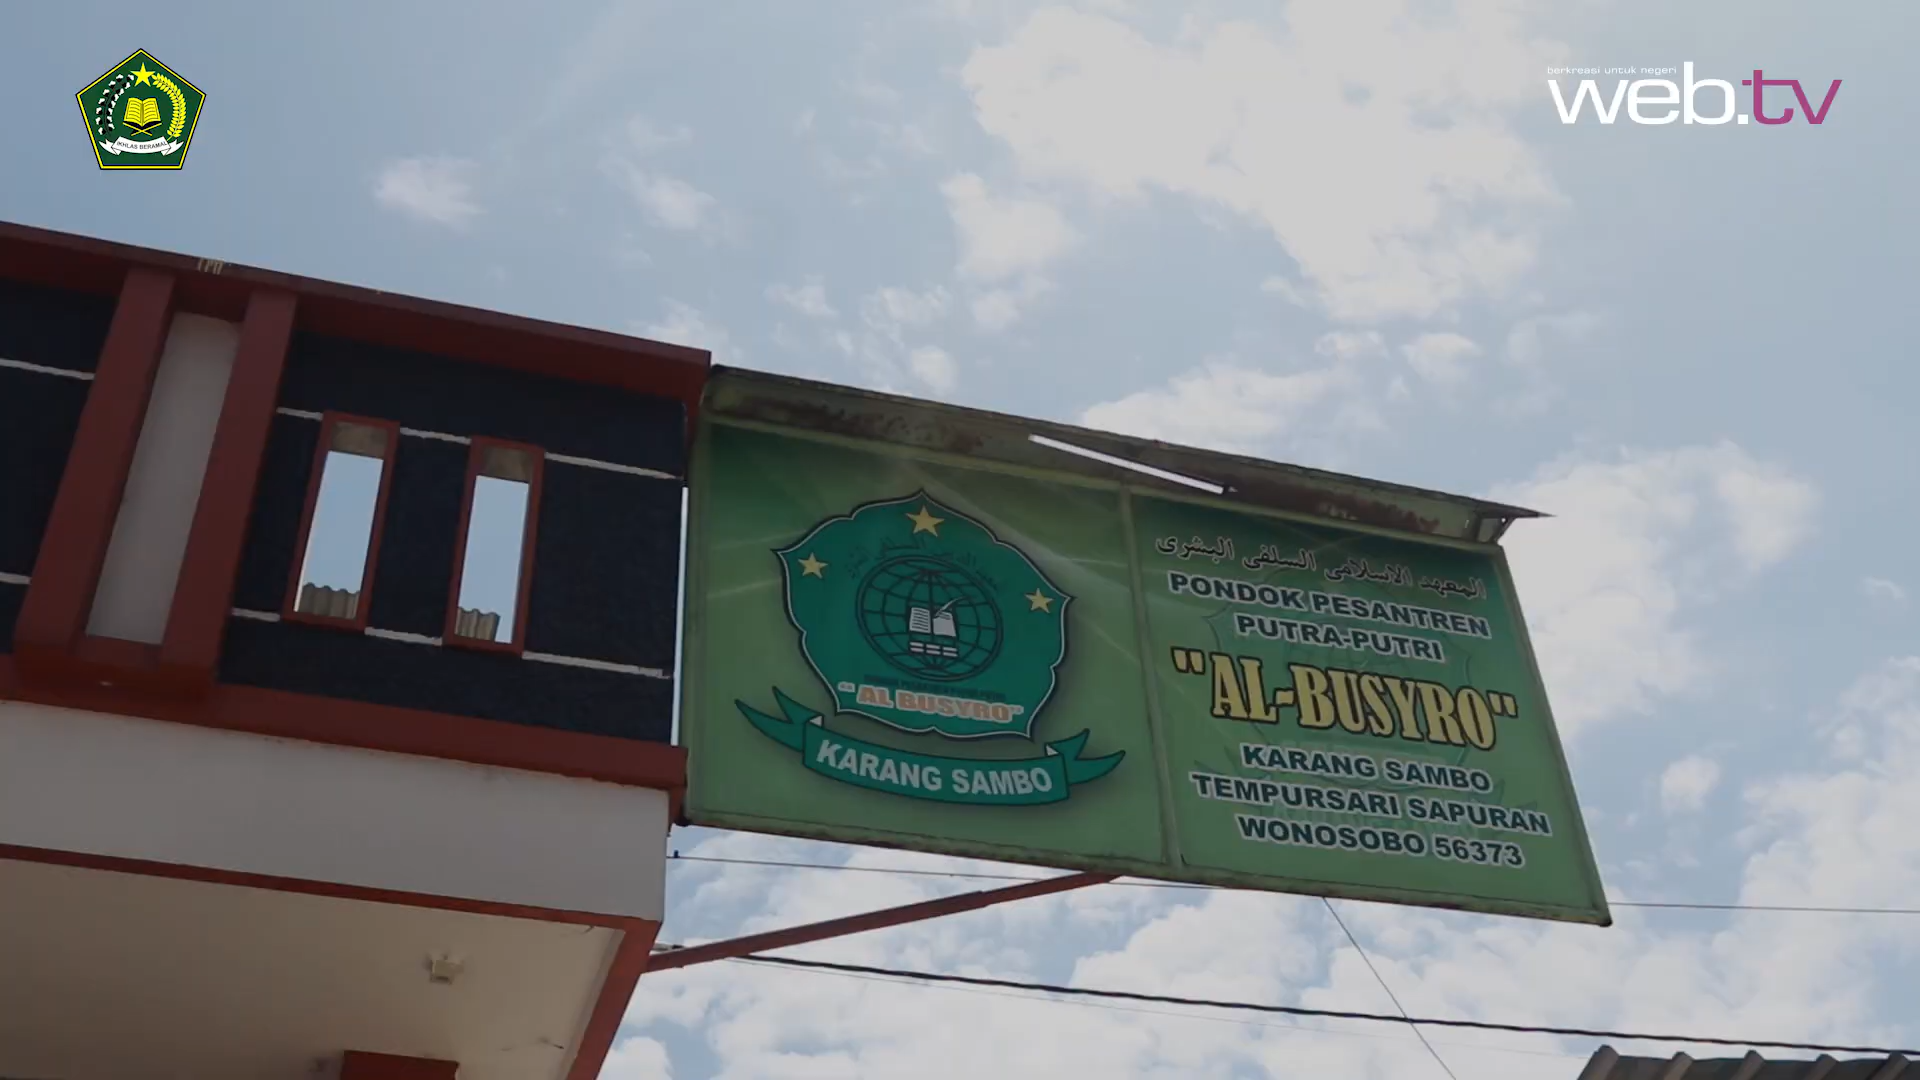 IKHLAS BERAMAL
berkreasi untuk negeri
web.tv
"AL BUSYRO"
KARANG SAMBO
المعهد الاسلامى السلفى البشرى
PONDOK PESANTREN
PUTRA-PUTRI
"AL-BUSYRO"
KARANG SAMBO
TEMPURSARI SAPURAN
WONOSOBO 56373